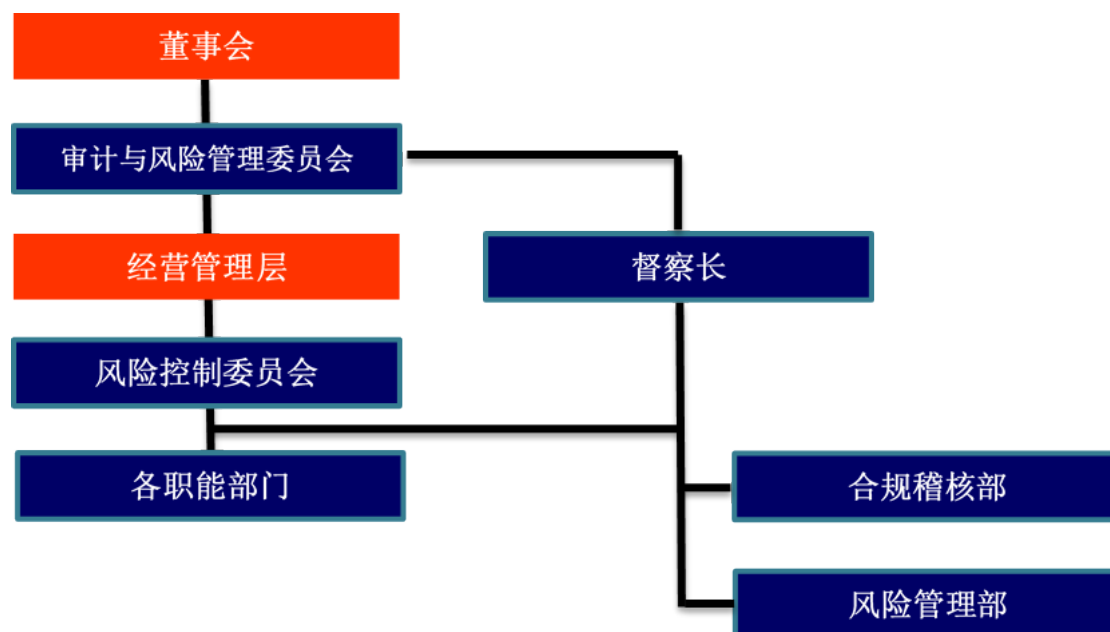 董事会
审计与风险管理委员会
经营管理层
督察长
风险控制委员会
各职能部门
合规稽核部
风险管理部